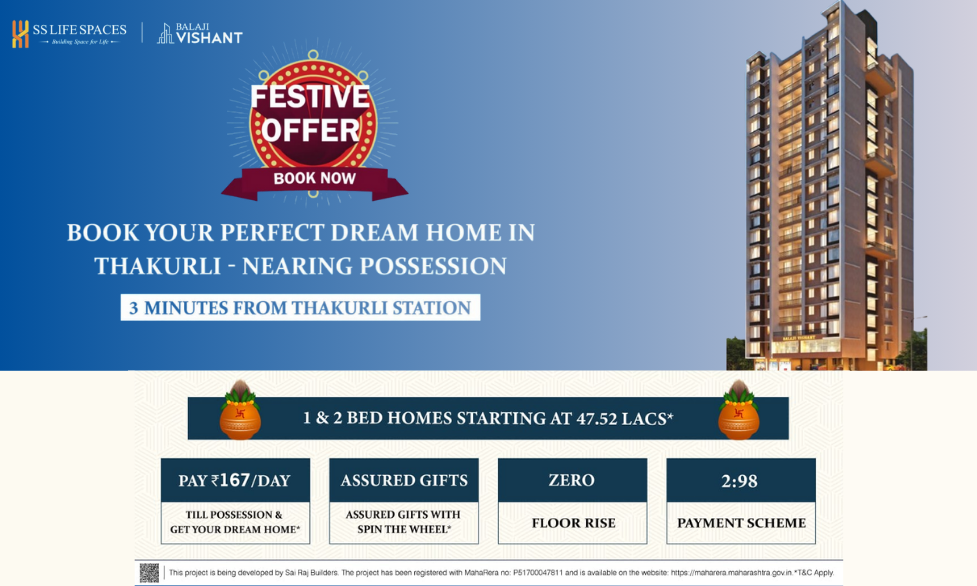 SS LIFE SPACES
Building Space for Life
BALAJI
VISHANT
FESTIVE
OFFER
BOOK NOW
BOOK YOUR PERFECT DREAM HOME IN
THAKURLI - NEARING POSSESSION
3 MINUTES FROM THAKURLI STATION
BALAJI VISHANT
1 & 2 BED HOMES STARTING AT 47.52 LACS*
PAY ₹167/DAY
TILL POSSESSION &
GET YOUR DREAM HOME*
ASSURED GIFTS
ASSURED GIFTS WITH
SPIN THE WHEEL*
ZERO
FLOOR RISE
2:98
PAYMENT SCHEME
This project is being developed by Sai Raj Builders. The project has been registered with MahaRera no: P51700047811 and is available on the website: https://maharera.maharashtra.gov.in *T&C Apply